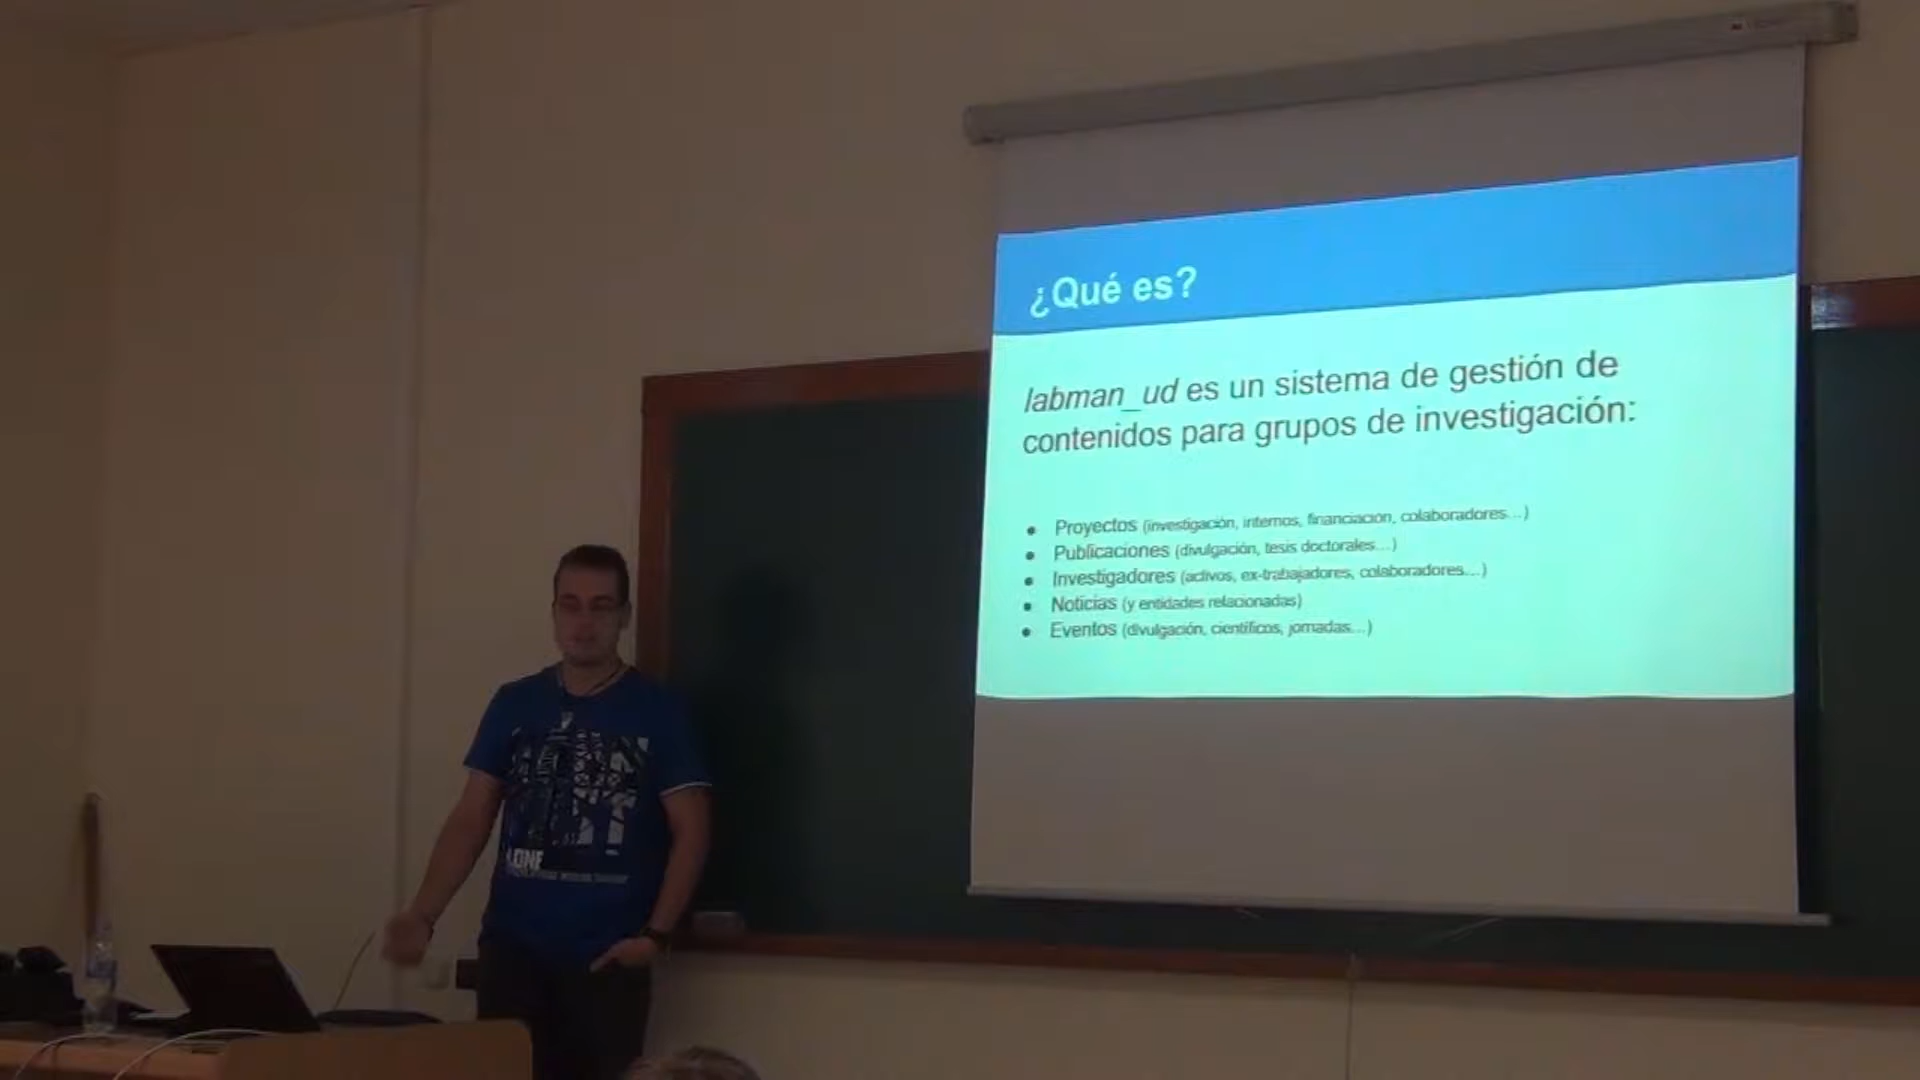 ¿Qué es?
labman_ud es un sistema de gestión de
contenidos para grupos de investigación:
● Proyectos (investigación, internos, financiación, colaboradores...)
● Publicaciones (divulgación, tesis doctorales...)
● Investigadores (activos, ex-trabajadores, colaboradores...)
● Noticias (y entidades relacionadas)
● Eventos (divulgación, científicos, jornadas...)